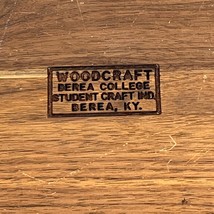 WOODCRAFT
BEREA COLLEGE
STUDENT CRAFT IND.
BEREA, KY.